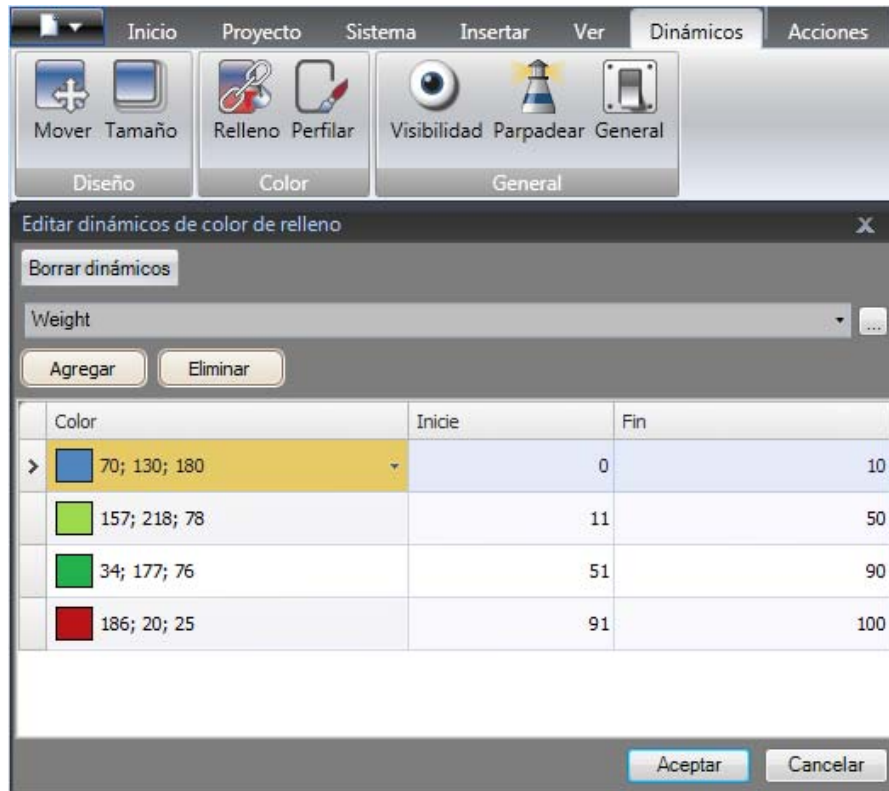 Inicio Proyecto Sistema Insertar Ver Dinámicos Acciones
Mover Tamaño Relleno Perfilar Visibilidad Parpadear General
Diseño Color General
Editar dinámicos de color de relleno X
Borrar dinámicos
Weight ...
Agregar Eliminar
Color Inicie Fin
70; 130; 180 0 10
157; 218; 78 11 50
34; 177; 76 51 90
186; 20; 25 91 100
Aceptar Cancelar